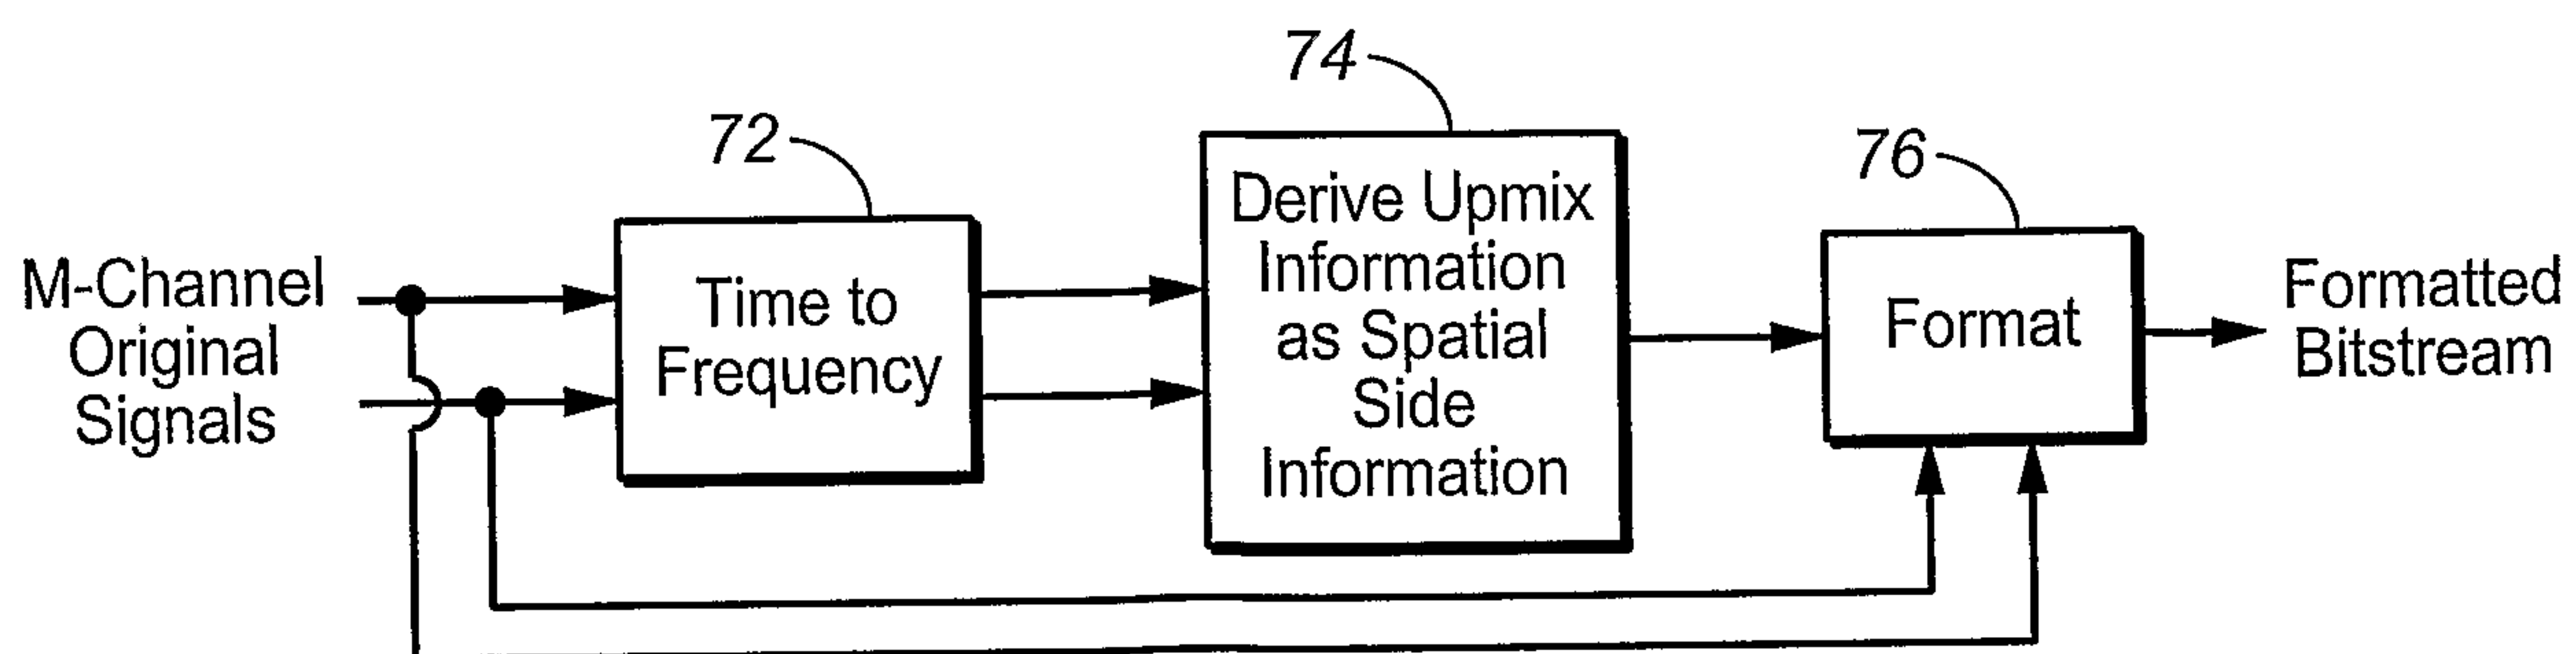 74
72
76
M-Channel
Original
Signals
Time to
Frequency
Derive Upmix
Information
as Spatial
Side
Information
Format
Formatted
Bitstream